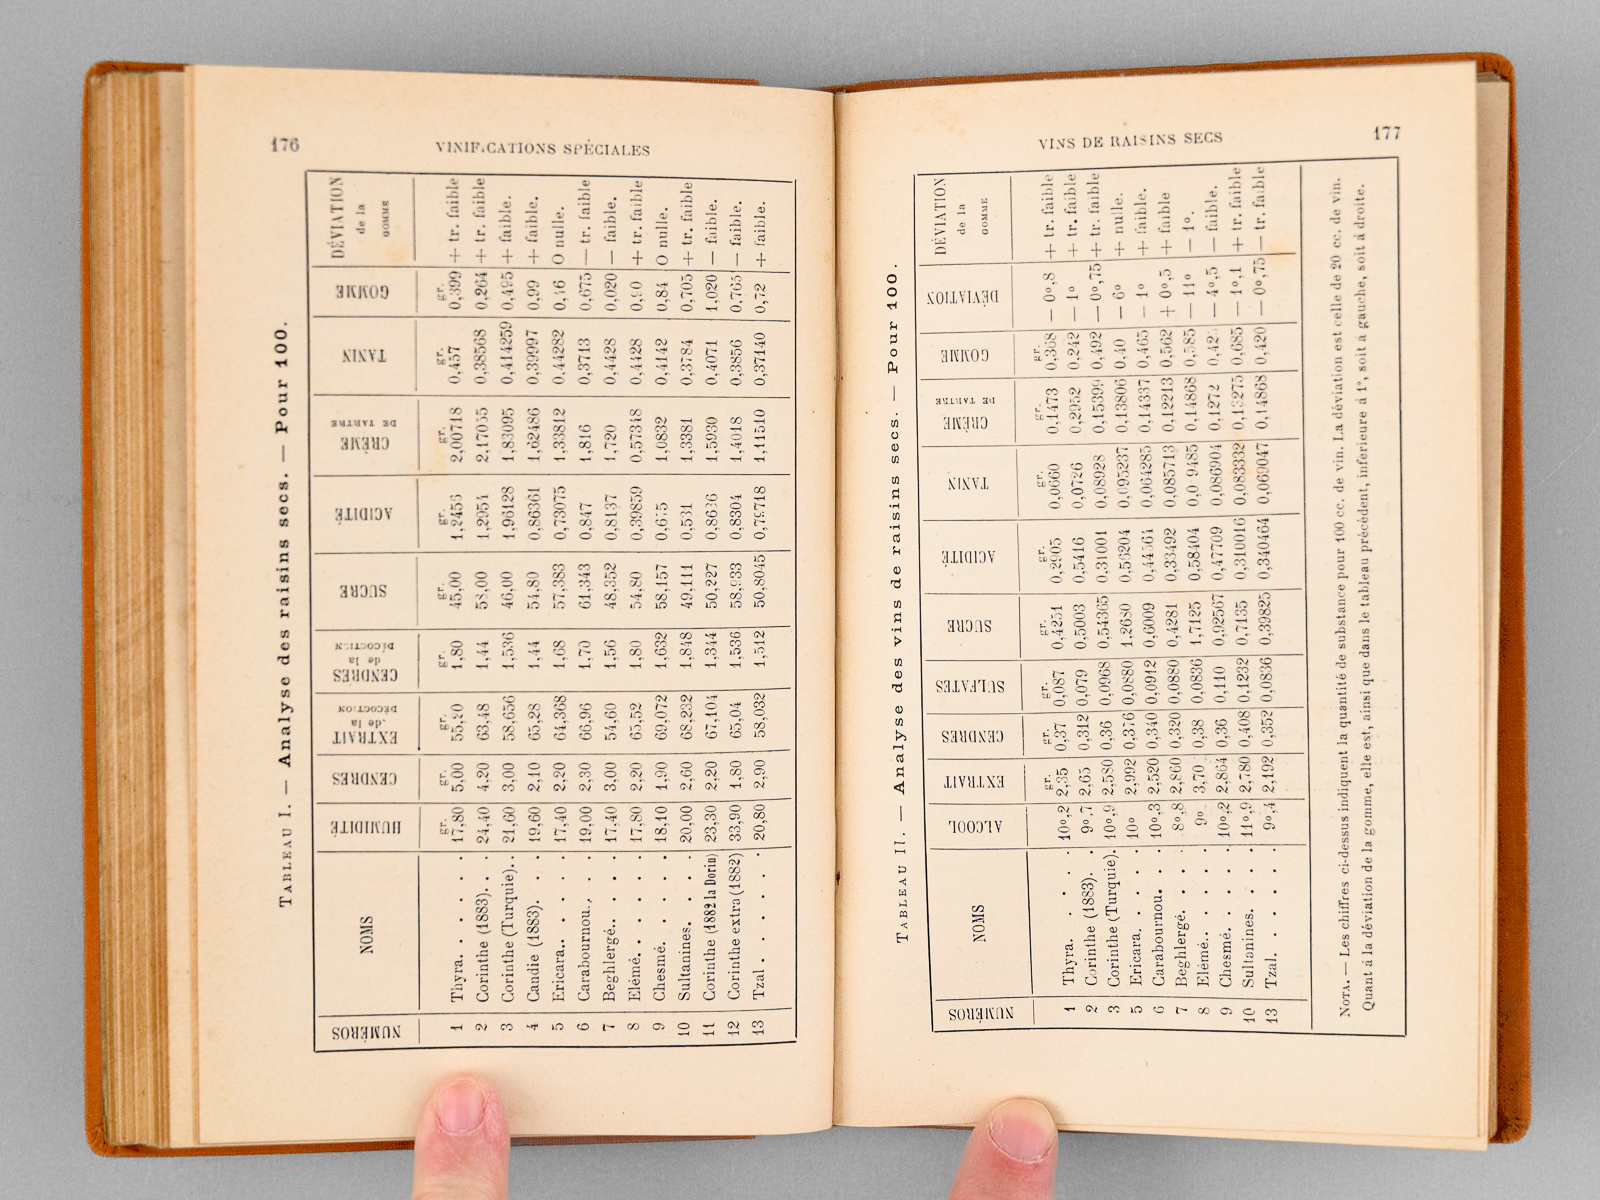 176
VINIFICATIONS SPÉCIALES
TABLEAU I. — Analyse des raisins secs. — Pour 100.
NUMÉROS NOMS HUMIDITÉ CENDRES EXTRAIT de la DÉCOCTION CENDRES de la DÉCOCTION SUCRE ACIDITÉ CRÈME DE TARTRE TANIN GOMME DÉVIATION de la GOMME
gr. gr. gr. gr. gr. gr. gr. gr. gr.
1 Thyra. . . . . 17,80 5,00 55,20 1,80 45,00 2,00718 0,457 0,399 + tr. faible
2 Corinthe (1883). . . 24,40 4,20 63,48 1,44 1,2954 0,38568 0,264 + tr. faible
3 Corinthe (Turquie). . 21,60 3,00 58,656 1,536 46,00 1,96128 1,83095 0,414259 0,495 + faible.
4 Candie (1883). . . 19,60 2,10 65,28 1,44 54,80 0,86361 1,62486 0,39997 0,99 + faible.
5 Ericara.. . . . 17,40 2,20 64,368 1,68 57,383 0,73075 1,33812 0,44282 0 nulle.
6 Carabournou., . . 19,00 2,30 66,96 1,70 61,343 0,847 1,816 0,3713 0,675 — tr. faible
7 Beghlergé.. . . 17,40 3,00 54,60 1,56 48,352 0,8137 1,720 0,4428 0,020 — faible.
8 Elémé. . . . . 17,80 2,20 65,52 1,80 54,80 0,39859 0,57318 0,4428 0,90 + tr. faible
9 Chesmé. . . . 18,10 1,90 69,072 1,632 58,157 1,0832 0,4142 0,84 0 nulle.
10 Sultanines. . . . 20,00 2,60 68,232 1,848 49,111 0,531 1,3381 0,3784 0,705 + tr. faible
11 Corinthe (1882 la Dorin) 23,30 2,20 67,104 1,344 50,227 0,8636 1,5930 0,4071 1,020 — faible.
12 Corinthe extra (1882) 33,90 1,80 65,04 1,536 58,933 0,8304 1,4018 0,3856 0,765 — faible.
13 Tzal . . . . . 20,80 2,90 58,032 1,512 50,8045 0,79718 1,11510 0,37140 0,72 + faible.
177
VINS DE RAISINS SECS
TABLEAU II. — Analyse des vins de raisins secs. — Pour 100.
NUMÉROS NOMS ALCOOL EXTRAIT CENDRES SULFATES SUCRE ACIDITÉ TANIN CRÈME DE TARTRE GOMME DÉVIATION DÉVIATION de la GOMME
gr. gr. gr. gr. gr. gr. gr. gr.
1 Thyra. . . . . 10°,2 2,35 0,37 0,087 0,4251 0,2905 0,0660 0,1473 0,368 — 0°,8 + tr. faible
2 Corinthe (1883). . 9°,7 2,65 0,312 0,079 0,5003 0,5416 0,0726 0,2952 0,242 — 1° + tr. faible
3 Corinthe (Turquie). 10°,9 2,580 0,36 0,0968 0,54365 0,31001 0,08928 0,15399 0,492 — 0°,75 + tr. faible
5 Ericara. . . . . 10° 2,992 0,376 0,0880 1,2680 0,56204 0,095237 0,13806 0,40 — 6° + nulle.
6 Carabournou. . . 10°,3 2,520 0,340 0,0912 0,6009 0,44564 0,064285 0,14337 0,465 — 1° + faible.
7 Beghlergé. . . . 8°,8 2,860 0,320 0,0880 0,4281 0,33492 0,085713 0,12213 0,562 + 0°,5 + faible
8 Elémé.. . . . 9° 3,70 0,38 0,0836 1,7125 0,58404 0,14868 0,585 — 11° — 1°.
9 Chesmé. . . . . 10°,2 2,864 0,36 0,110 0,92567 0,47709 0,086904 0,1272 — 4°,5 — faible.
10 Sultanines. . . . 11°,9 2,780 0,408 0,1232 0,7135 0,310016 0,083332 0,13275 0,685 — 1°,1 + tr. faible
13 Tzal. . . . . 9°,4 2,192 0,352 0,0836 0,39825 0,340464 0,069047 0,14868 0,420 — 0°,75 — tr. faible
NOTA. — Les chiffres ci-dessus indiquent la quantité de substance pour 100 cc. de vin. La déviation est celle de 20 cc. de vin.
Quant à la déviation de la gomme, elle est, ainsi que dans le tableau précédent, inférieure à 1°, soit à gauche, soit à droite.